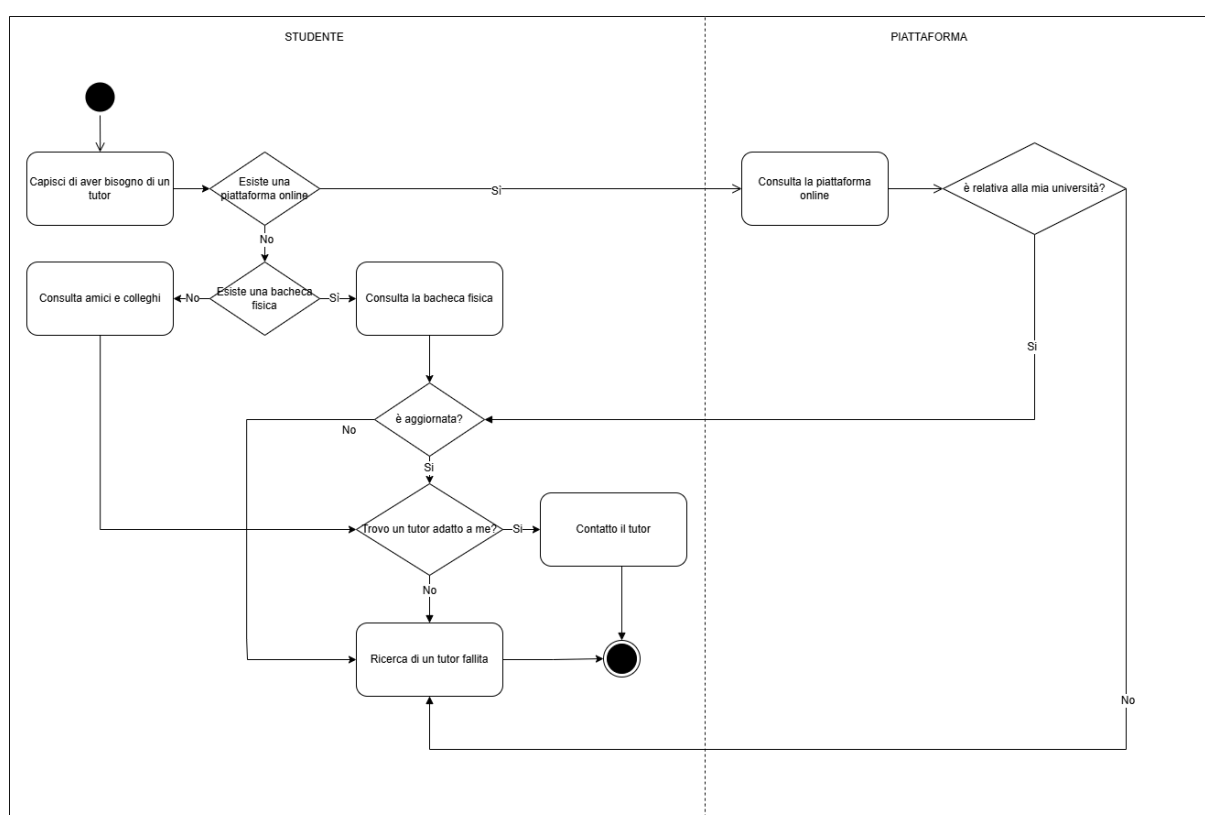 STUDENTE
PIATTAFORMA
Capisci di aver bisogno di un
tutor
Esiste una
piattaforma online
Sì
Consulta la piattaforma
online
è relativa alla mia università?
No
Consulta amici e colleghi
No
Esiste una bacheca
fisica
Sì
Consulta la bacheca fisica
Si
è aggiornata?
No
Si
Trovo un tutor adatto a me?
Si
Contatto il tutor
No
Ricerca di un tutor fallita
No